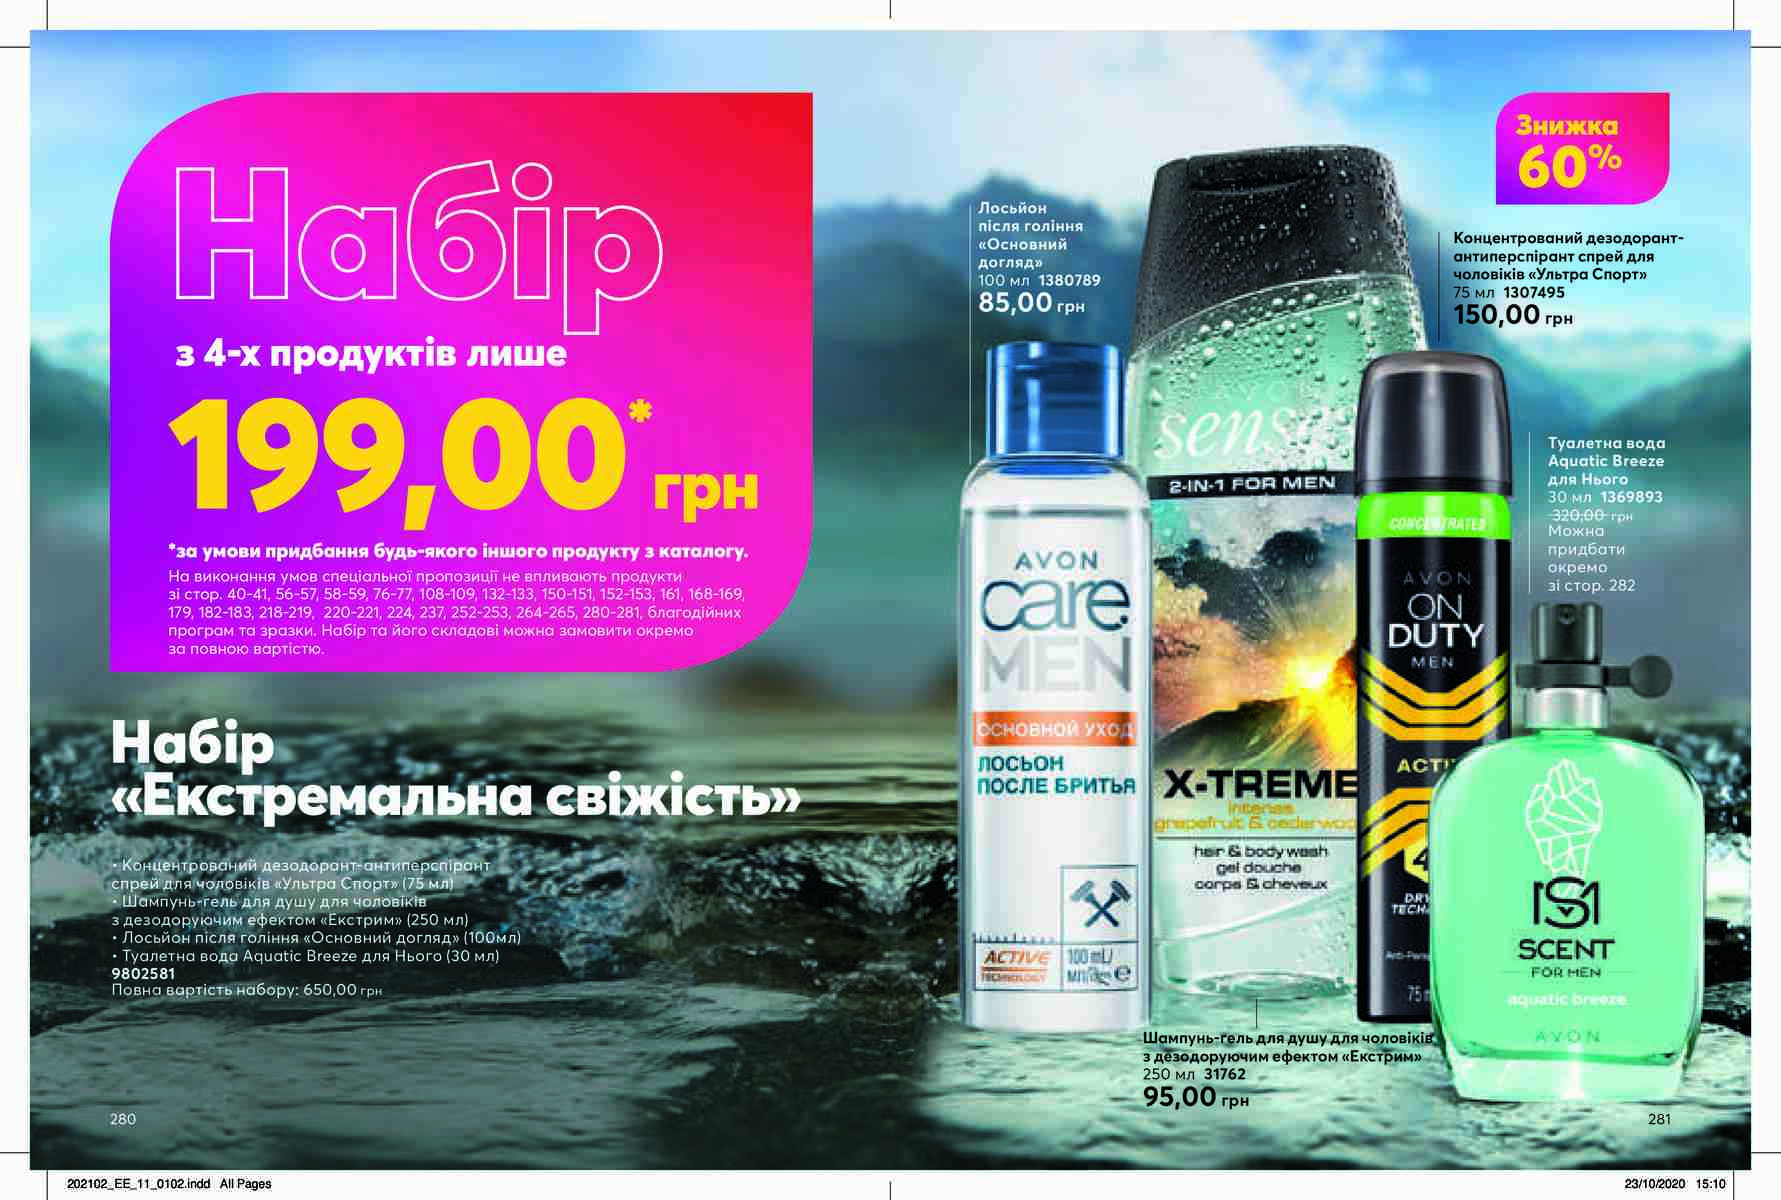 Набір
з 4-х продуктів лише
199,00* грн
*за умови придбання будь-якого іншого продукту з каталогу.
На виконання умов спеціальної пропозиції не впливають продукти
зі стор. 40-41, 56-57, 58-59, 76-77, 108-109, 132-133, 150-151, 152-153, 161, 168-169,
179, 182-183, 218-219, 220-221, 224, 237, 252-253, 264-265, 280-281, благодійних
програм та зразки. Набір та його складові можна замовити окремо
за повною вартістю.
Набір
«Екстремальна свіжість»
• Концентрований дезодорант-антиперспірант
спрей для чоловіків «Ультра Спорт» (75 мл)
• Шампунь-гель для душу для чоловіків
з дезодоруючим ефектом «Екстрим» (250 мл)
• Лосьйон після гоління «Основний догляд» (100мл)
• Туалетна вода Aquatic Breeze для Нього (30 мл)
9802581
Повна вартість набору: 650,00 грн
280
Знижка
60%
Лосьйон
після гоління
«Основний
догляд»
100 мл 1380789
85,00 грн
Концентрований дезодорант-
антиперспірант спрей для
чоловіків «Ультра Спорт»
75 мл 1307495
150,00 грн
Туалетна вода
Aquatic Breeze
для Нього
30 мл 1369893
320,00 грн
Можна
придбати
окремо
зі стор. 282
AVON
care
MEN
ОСНОВНОЙ УХОД
ЛОСЬОН
ПОСЛЕ БРИТЬЯ
ACTIVE
TECHNOLOGY
100 mL/
МЛ
AVON
senses
2-IN-1 FOR MEN
X-TREME
intense
grapefruit & cedarwood
hair & body wash
gel douche
corps & cheveux
CONCENTRATED
AVON
ON
DUTY
MEN
ACTI
4
DRY
TECH
75
SCENT
FOR MEN
aquatic breeze
AVON
Шампунь-гель для душу для чоловіків
з дезодоруючим ефектом «Екстрим»
250 мл 31762
95,00 грн
281
202102_EE_11_0102.indd All Pages
23/10/2020 15:10